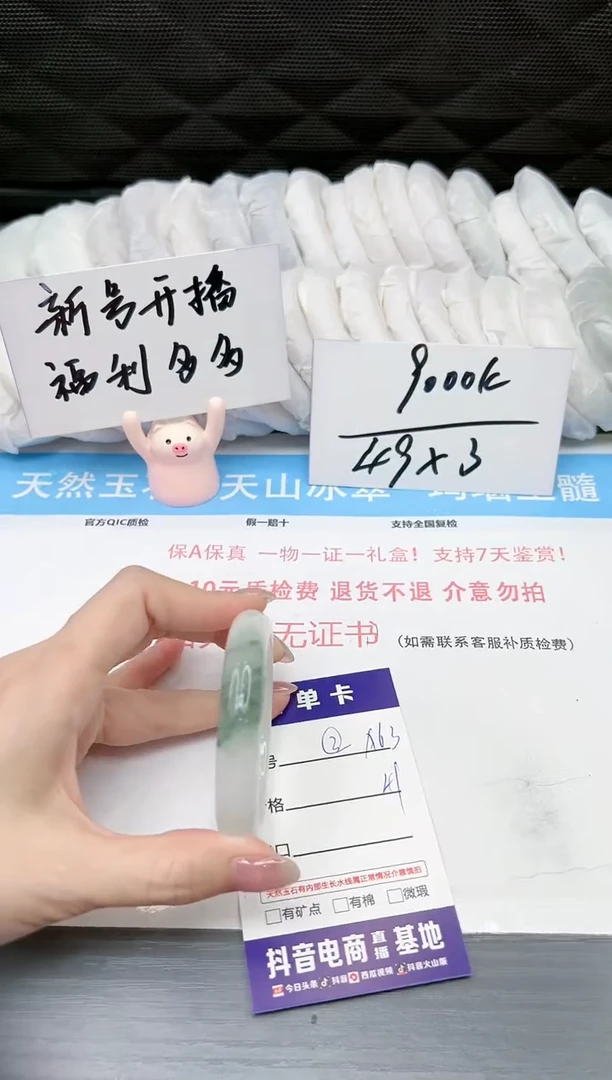 新号开播
福利多多
9000K
49x3
天然玉
天山冰翠
玉髓
官方QIC质检
假一赔十
支持全国复检
保A保真 一物一证一礼盒！支持7天鉴赏！
10元质检费 退货不退 介意勿拍
无证书 (如需联系客服补质检费)
单卡
号 ②
格
日
天然玉石有内部生长水线属正常情况介意慎拍
有矿点 有棉 微瑕
抖音电商直播基地
今日头条 抖音 西瓜视频 抖音火山版